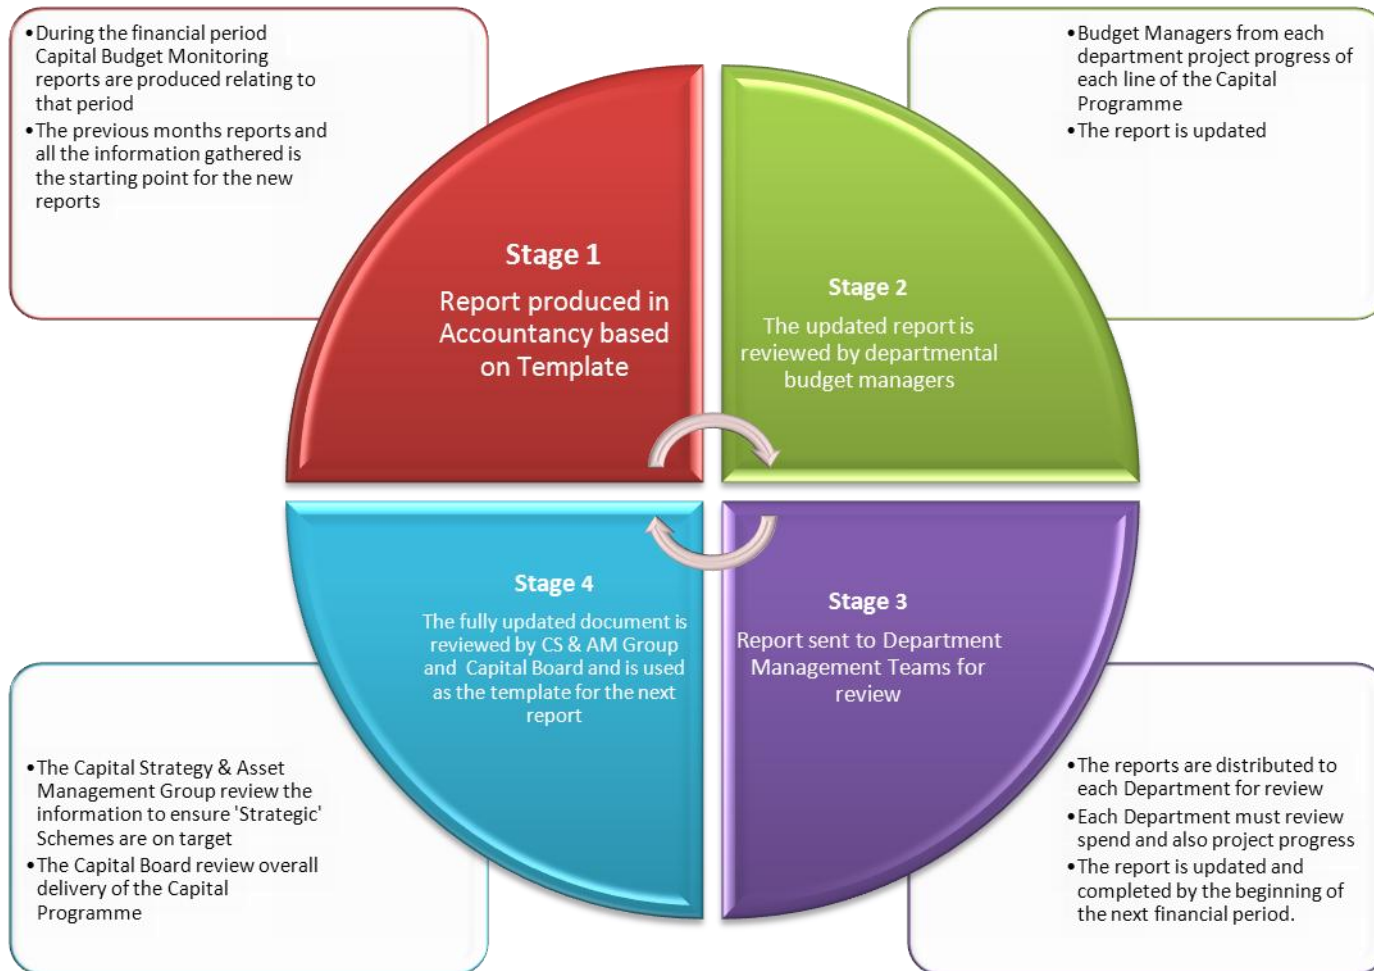 •During the financial period
Capital Budget Monitoring
reports are produced relating to
that period
•The previous months reports and
all the information gathered is
the starting point for the new
reports
•Budget Managers from each
department project progress of
each line of the Capital
Programme
•The report is updated
Stage 1
Report produced in
Accountancy based
on Template
Stage 2
The updated report is
reviewed by departmental
budget managers
Stage 4
The fully updated document is
reviewed by CS & AM Group
and Capital Board and is used
as the template for the next
report
Stage 3
Report sent to Department
Management Teams for
review
•The Capital Strategy & Asset
Management Group review the
information to ensure 'Strategic'
Schemes are on target
•The Capital Board review overall
delivery of the Capital
Programme
•The reports are distributed to
each Department for review
•Each Department must review
spend and also project progress
•The report is updated and
completed by the beginning of
the next financial period.